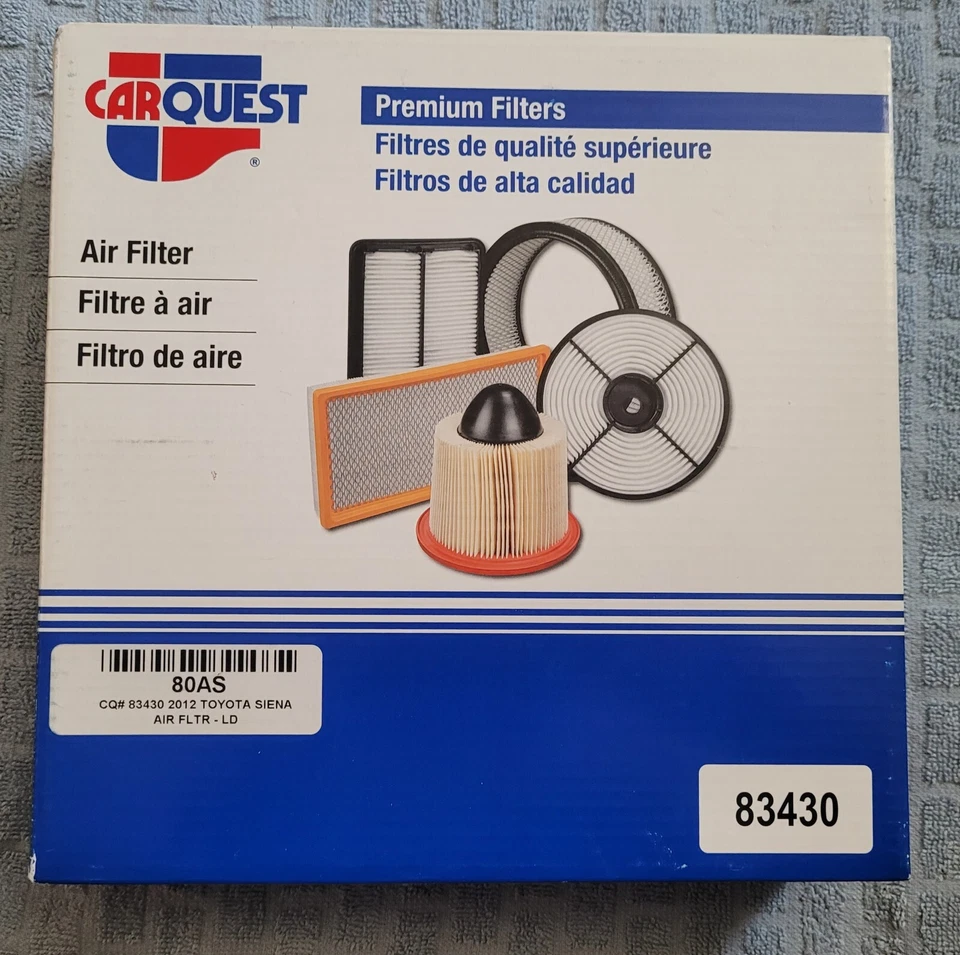 CARQUEST
®
Premium Filters
Filtres de qualité supérieure
Filtros de alta calidad
Air Filter
Filtre à air
Filtro de aire
80AS
CQ# 83430 2012 TOYOTA SIENA
AIR FLTR - LD
83430